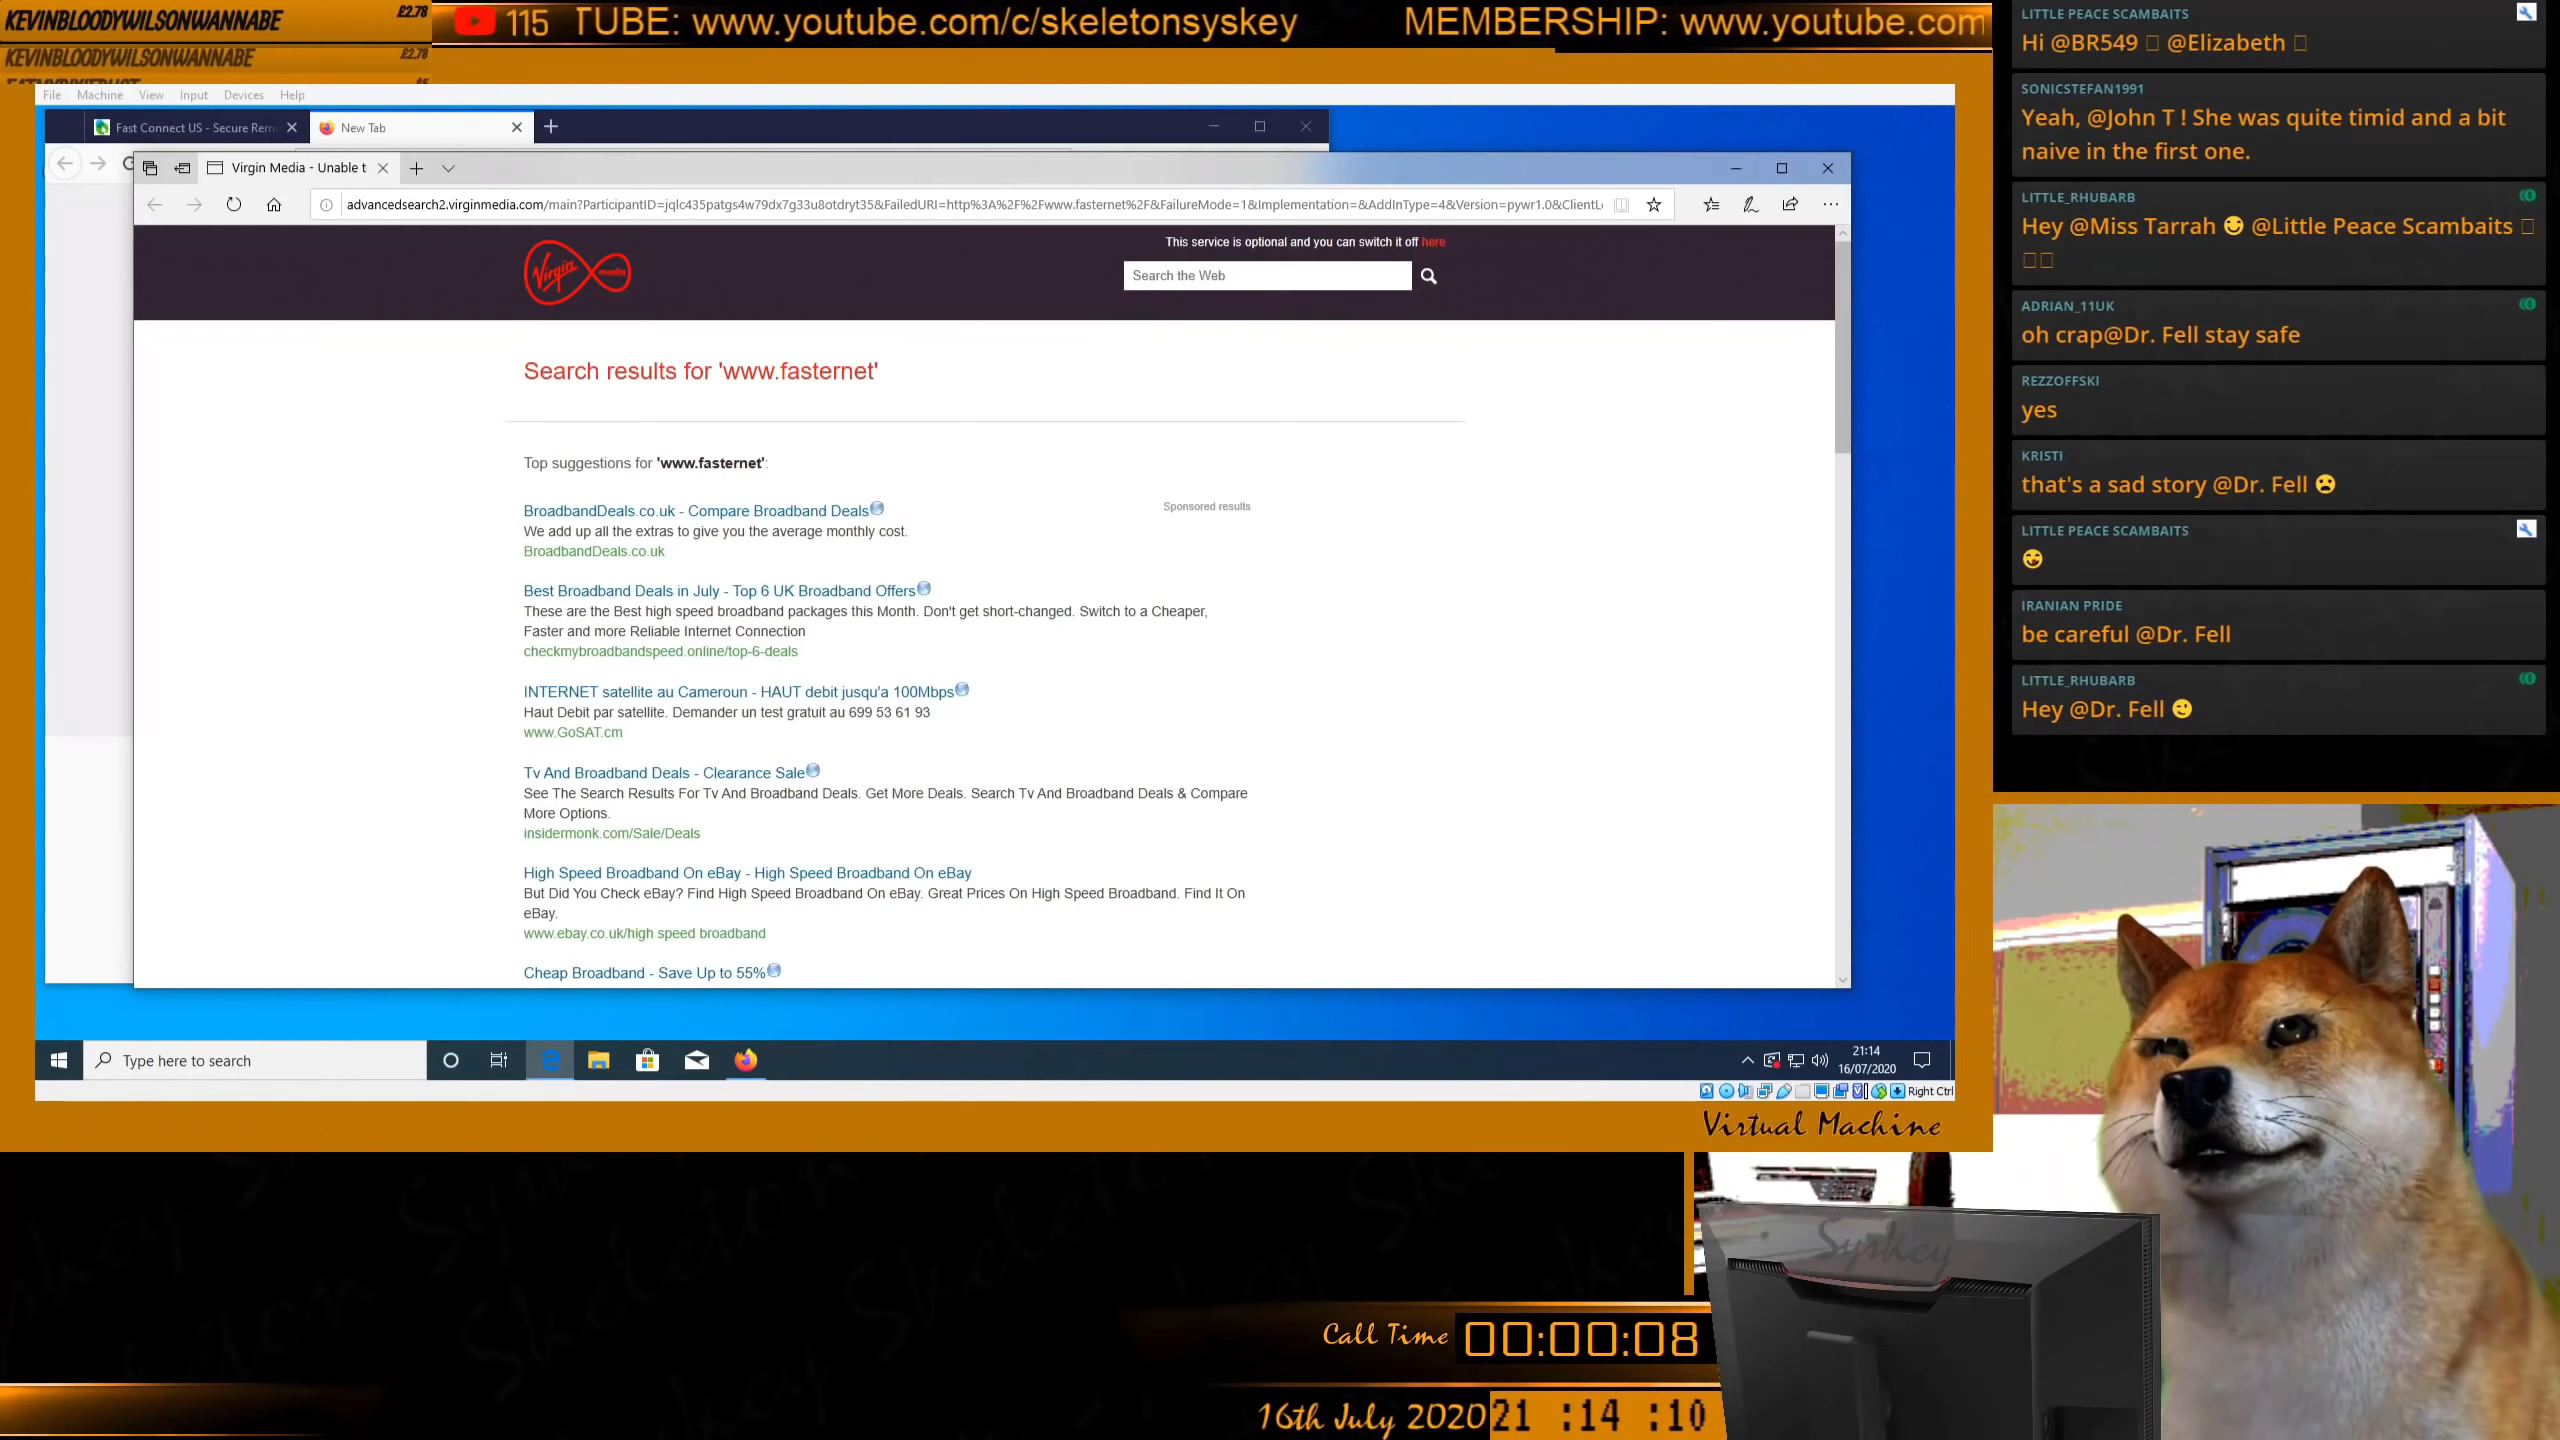 KEVINBLOODYWILSONWANNABE £2.78
KEVINBLOODYWILSONWANNABE £2.78
115 TUBE: www.youtube.com/c/skeletonsyskey MEMBERSHIP: www.youtube.com
File Machine View Input Devices Help
Fast Connect US - Secure Rem
New Tab
Virgin Media - Unable t
advancedsearch2.virginmedia.com/main?ParticipantID=jqlc435patgs4w79dx7g33u8otdryt35&FailedURI=http%3A%2F%2Fwww.fasternet%2F&FailureMode=1&Implementation=&AddInType=4&Version=pywr1.0&ClientLo
This service is optional and you can switch it off here
Virgin media
Search the Web
Search results for 'www.fasternet'
Top suggestions for 'www.fasternet':
Sponsored results
BroadbandDeals.co.uk - Compare Broadband Deals
We add up all the extras to give you the average monthly cost.
BroadbandDeals.co.uk
Best Broadband Deals in July - Top 6 UK Broadband Offers
These are the Best high speed broadband packages this Month. Don't get short-changed. Switch to a Cheaper,
Faster and more Reliable Internet Connection
checkmybroadbandspeed.online/top-6-deals
INTERNET satellite au Cameroun - HAUT debit jusqu'a 100Mbps
Haut Debit par satellite. Demander un test gratuit au 699 53 61 93
www.GoSAT.cm
Tv And Broadband Deals - Clearance Sale
See The Search Results For Tv And Broadband Deals. Get More Deals. Search Tv And Broadband Deals & Compare
More Options.
insidermonk.com/Sale/Deals
High Speed Broadband On eBay - High Speed Broadband On eBay
But Did You Check eBay? Find High Speed Broadband On eBay. Great Prices On High Speed Broadband. Find It On
eBay.
www.ebay.co.uk/high speed broadband
Cheap Broadband - Save Up to 55%
Type here to search
21:14
16/07/2020
Right Ctrl
Virtual Machine
LITTLE PEACE SCAMBAITS
Hi @BR549 @Elizabeth
SONICSTEFAN1991
Yeah, @John T ! She was quite timid and a bit
naive in the first one.
LITTLE_RHUBARB
Hey @Miss Tarrah 😃 @Little Peace Scambaits
ADRIAN_11UK
oh crap@Dr. Fell stay safe
REZZOFFSKI
yes
KRISTI
that's a sad story @Dr. Fell
LITTLE PEACE SCAMBAITS
IRANIAN PRIDE
be careful @Dr. Fell
LITTLE_RHUBARB
Hey @Dr. Fell
Syskey
Call Time 00:00:08
16th July 2020 21 :14 :10